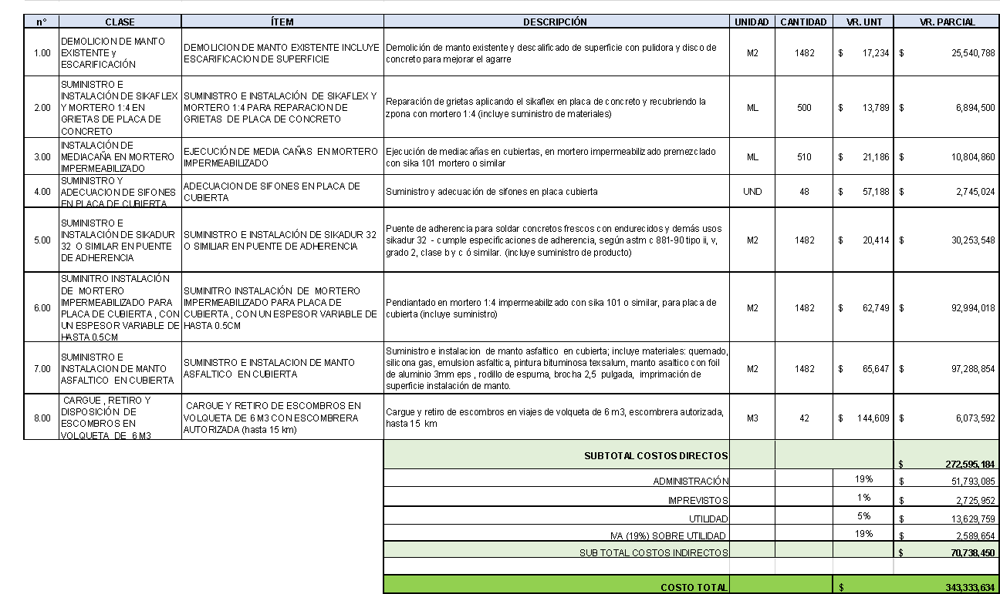 n° CLASE ÍTEM DESCRIPCIÓN UNIDAD CANTIDAD VR. UNT VR. PARCIAL
1.00
DEMOLICION DE MANTO
EXISTENTE y
ESCARIFICACIÓN
DEMOLICION DE MANTO EXISTENTE INCLUYE
ESCARIFICACION DE SUPERFICIE
Demolición de manto existente y descalificado de superficie con pulidora y disco de
concreto para mejorar el agarre
M2 1482 $ 17,234 $ 25,540,788
2.00
SUMINISTRO E
INSTALACIÓN DE SIKAFLEX
Y MORTERO 1:4 EN
GRIETAS DE PLACA DE
CONCRETO
SUMINISTRO E INSTALACIÓN DE SIKAFLEX Y
MORTERO 1:4 PARA REPARACION DE
GRIETAS DE PLACA DE CONCRETO
Reparación de grietas aplicando el sikaflex en placa de concreto y recubriendo la
zpona con mortero 1:4 (incluye suministro de materiales)
ML 500 $ 13,789 $ 6,894,500
3.00
INSTALACIÓN DE
MEDIACAÑA EN MORTERO
IMPERMEABILIZADO
EJECUCIÓN DE MEDIA CAÑAS EN MORTERO
IMPERMEABILIZADO
Ejecución de mediacañas en cubiertas, en mortero impermeabilizado premezclado
con sika 101 mortero o similar
ML 510 $ 21,186 $ 10,804,860
4.00
SUMINISTRO Y
ADECUACION DE SIFONES
EN PLACA DE CUBIERTA
ADECUACION DE SIFONES EN PLACA DE
CUBIERTA
Suministro y adecuación de sifones en placa cubierta
UND 48 $ 57,188 $ 2,745,024
5.00
SUMINISTRO E
INSTALACIÓN DE SIKADUR
32 O SIMILAR EN PUENTE
DE ADHERENCIA
SUMINISTRO E INSTALACIÓN DE SIKADUR 32
O SIMILIAR EN PUENTE DE ADHERENCIA
Puente de adherencia para soldar concretos frescos con endurecidos y demás usos
sikadur 32 - cumple especificaciones de adherencia, según astm c 881-90 tipo ii, v,
grado 2, clase b y c ó similar. (incluye suministro de producto)
M2 1482 $ 20,414 $ 30,253,548
6.00
SUMINITRO INSTALACIÓN
DE MORTERO
IMPERMEABILIZADO PARA
PLACA DE CUBIERTA , CON
UN ESPESOR VARIABLE DE
HASTA 0.5CM
SUMINITRO INSTALACIÓN DE MORTERO
IMPERMEABILIZADO PARA PLACA DE
CUBIERTA , CON UN ESPESOR VARIABLE DE
HASTA 0.5CM
Pendiantado en mortero 1:4 impermeabilizado con sika 101 o similar, para placa de
cubierta (incluye suministro)
M2 1482 $ 62,749 $ 92,994,018
7.00
SUMINISTRO E
INSTALACION DE MANTO
ASFALTICO EN CUBIERTA
SUMINISTRO E INSTALACION DE MANTO
ASFALTICO EN CUBIERTA
Suministro e instalacion de manto asfaltico en cubierta; incluye materiales: quemado,
silicona gas, emulsion asfaltica, pintura bituminosa texsalum, manto asaltico con foil
de aluminio 3mm eps , rodillo de espuma, brocha 2,5 pulgada, imprimación de
superficie instalación de manto.
M2 1482 $ 65,647 $ 97,288,854
8.00
CARGUE , RETIRO Y
DISPOSICIÓN DE
ESCOMBROS EN
VOLQUETA DE 6 M3
CARGUE Y RETIRO DE ESCOMBROS EN
VOLQUETA DE 6 M3 CON ESCOMBRERA
AUTORIZADA (hasta 15 km)
Cargue y retiro de escombros en viajes de volqueta de 6 m3, escombrera autorizada,
hasta 15 km
M3 42 $ 144,609 $ 6,073,592
SUBTOTAL COSTOS DIRECTOS $ 272,595,184
ADMINISTRACIÓN 19% $ 51,793,085
IMPREVISTOS 1% $ 2,725,952
UTILIDAD 5% $ 13,629,759
IVA (19%) SOBRE UTILIDAD 19% $ 2,589,654
SUB TOTAL COSTOS INDIRECTOS $ 70,738,450
COSTO TOTAL $ 343,333,634